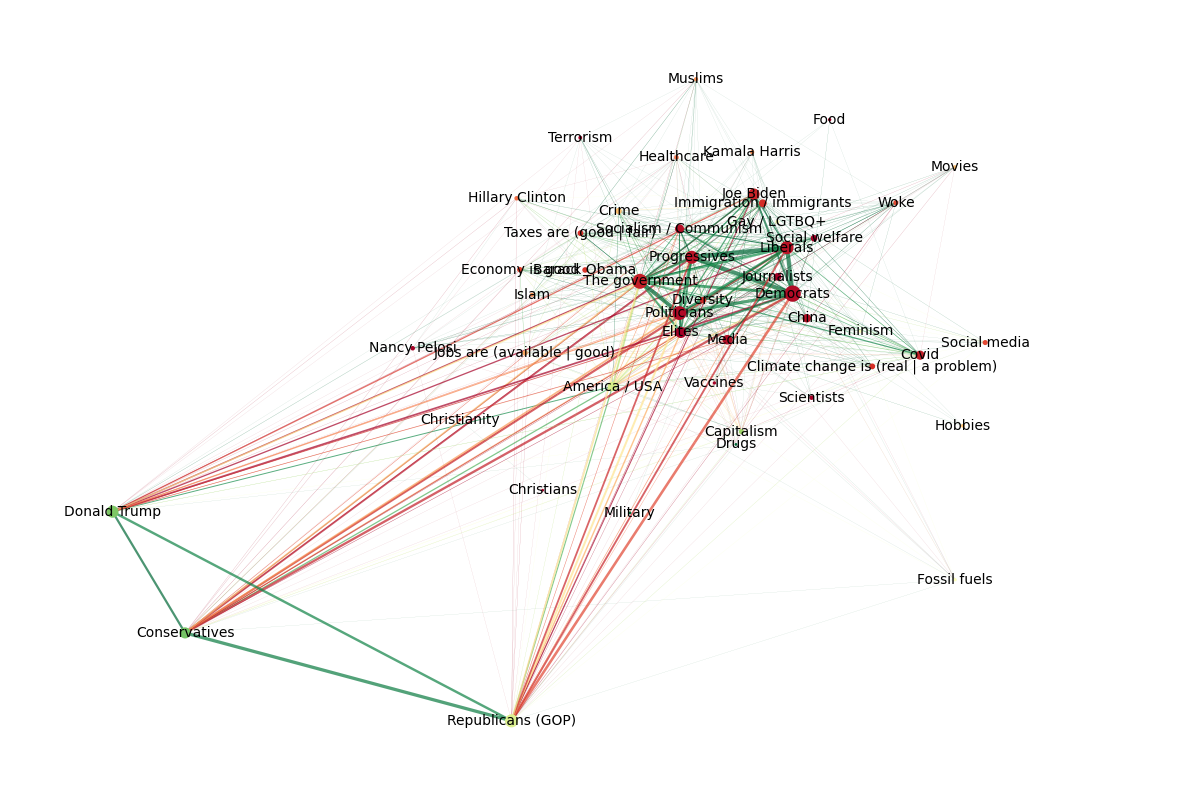 Muslims
Food
Terrorism
Kamala Harris
Healthcare
Movies
Joe Biden
Hillary Clinton
Immigration / immigrants
Woke
Crime
Gay / LGTBQ+
Socialism / Communism
Taxes are (good | fair)
Social welfare
Liberals
Progressives
Economy is good
Barack Obama
Journalists
The government
Islam
Democrats
Diversity
Politicians
China
Elites
Feminism
Media
Social media
Nancy Pelosi
Jobs are (available | good)
Covid
Climate change is (real | a problem)
Vaccines
America / USA
Scientists
Christianity
Hobbies
Capitalism
Drugs
Christians
Donald Trump
Military
Fossil fuels
Conservatives
Republicans (GOP)